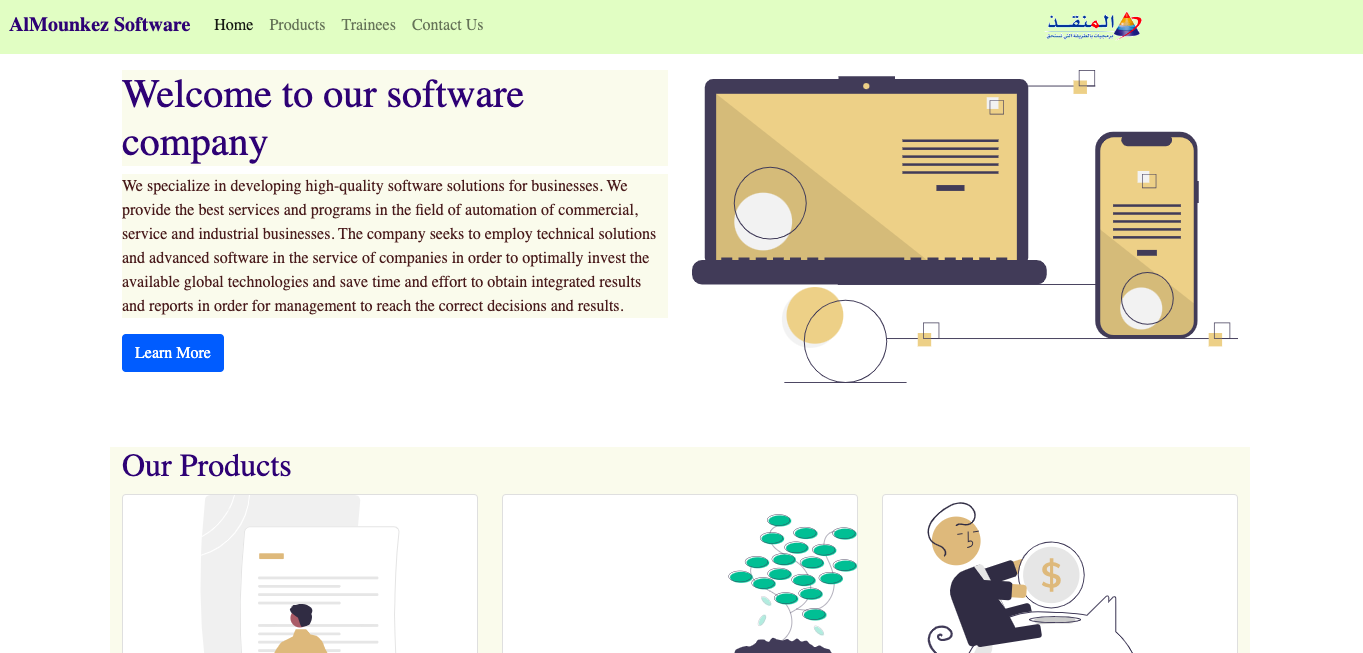 AlMounkez Software
Home
Products
Trainees
Contact Us
المنقذ
Welcome to our software
company
We specialize in developing high-quality software solutions for businesses. We
provide the best services and programs in the field of automation of commercial,
service and industrial businesses. The company seeks to employ technical solutions
and advanced software in the service of companies in order to optimally invest the
available global technologies and save time and effort to obtain integrated results
and reports in order for management to reach the correct decisions and results.
Learn More
Our Products
$